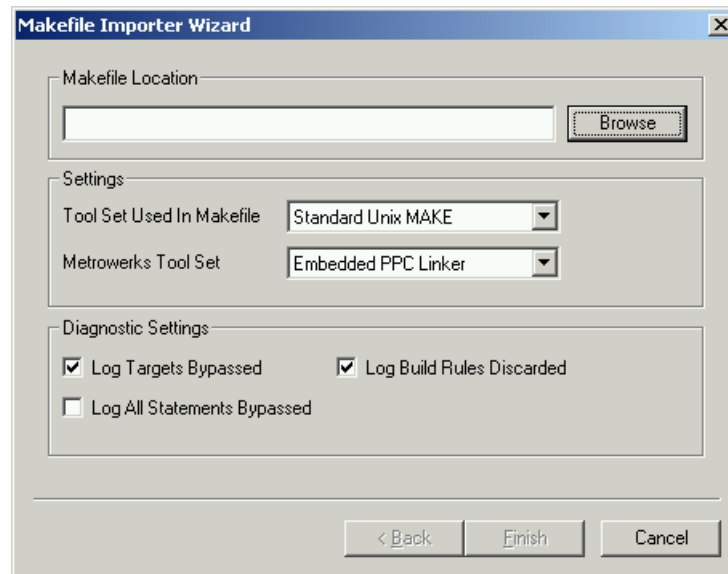 Makefile Importer Wizard
Makefile Location
Browse
Settings
Tool Set Used In Makefile Standard Unix MAKE
Metrowerks Tool Set Embedded PPC Linker
Diagnostic Settings
Log Targets Bypassed Log Build Rules Discarded
Log All Statements Bypassed
< Back Finish Cancel